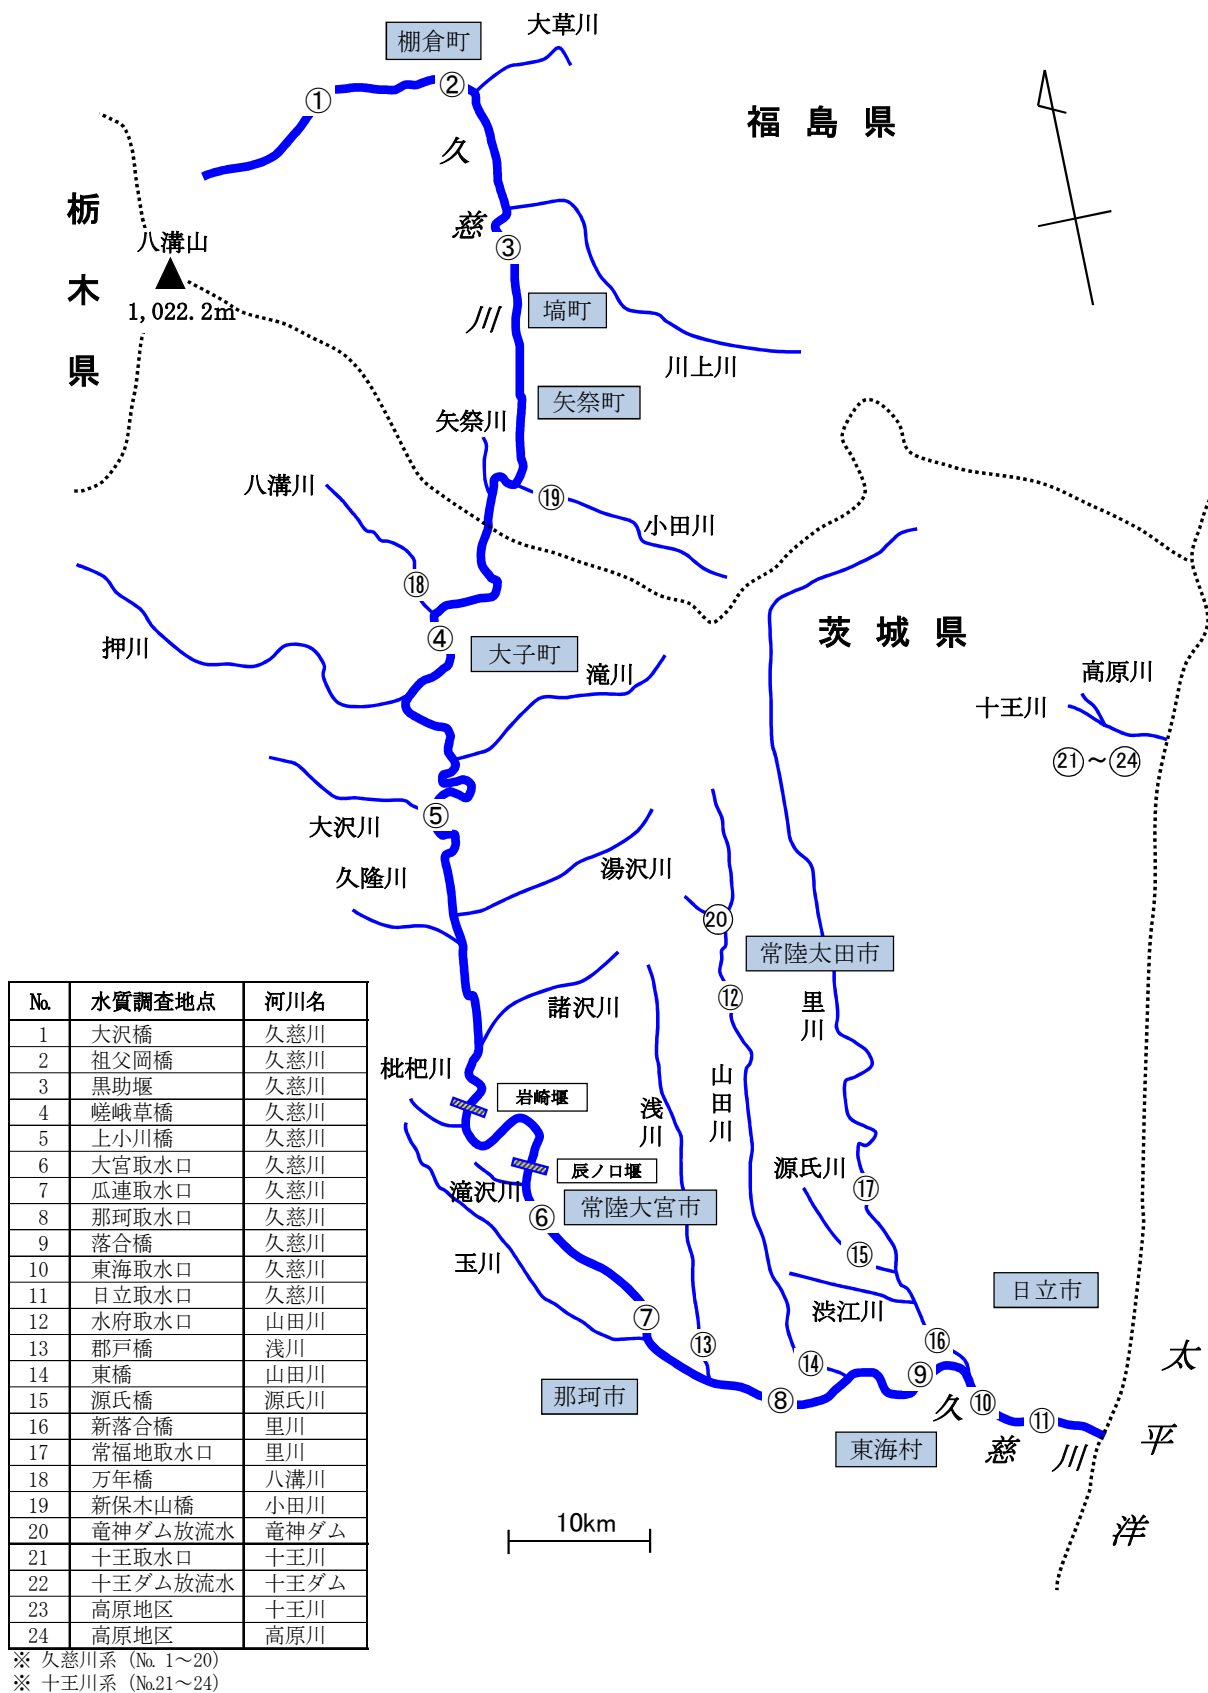 大草川
棚倉町
②
①
福島県
久
慈
川
栃
木
県
八溝山
1,022.2m
③
塙町
川上川
矢祭町
矢祭川
八溝川
⑲
小田川
⑱
押川
④
大子町
滝川
茨城県
高原川
十王川
㉑～㉔
大沢川
⑤
久隆川
湯沢川
⑳
常陸太田市
⑫
里
川
諸沢川
枇杷川
岩崎堰
浅
川
山
田
川
辰ノ口堰
滝沢川
源氏川
⑰
⑥
常陸大宮市
玉川
⑮
渋江川
日立市
⑦
⑬
⑭
⑯
⑨
⑧
⑩
⑪
那珂市
久
慈
川
東海村
太
平
洋
10km
No. 水質調査地点 河川名
1 大沢橋 久慈川
2 祖父岡橋 久慈川
3 黒助堰 久慈川
4 嵯峨草橋 久慈川
5 上小川橋 久慈川
6 大宮取水口 久慈川
7 瓜連取水口 久慈川
8 那珂取水口 久慈川
9 落合橋 久慈川
10 東海取水口 久慈川
11 日立取水口 久慈川
12 水府取水口 山田川
13 郡戸橋 浅川
14 東橋 山田川
15 源氏橋 源氏川
16 新落合橋 里川
17 常福地取水口 里川
18 万年橋 八溝川
19 新保木山橋 小田川
20 竜神ダム放流水 竜神ダム
21 十王取水口 十王川
22 十王ダム放流水 十王ダム
23 高原地区 十王川
24 高原地区 高原川
※ 久慈川系（No. 1～20）
※ 十王川系（No.21～24）